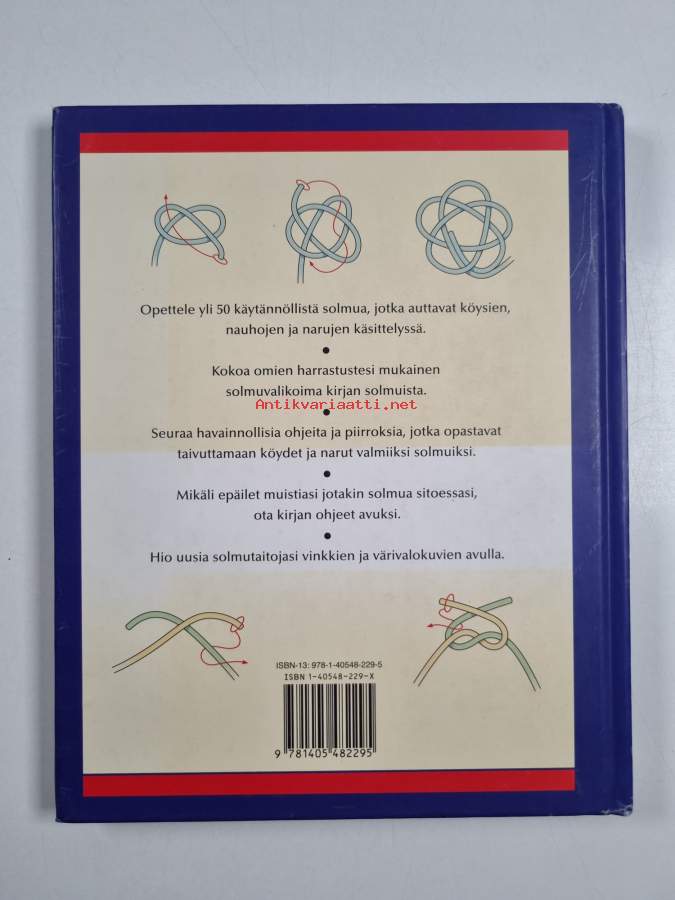 Opettele yli 50 käytännöllistä solmua, jotka auttavat köysien,
nauhojen ja narujen käsittelyssä.
•
Kokoa omien harrastustesi mukainen
solmuvalikoima kirjan solmuista.
Antikvariaatti.net
•
Seuraa havainnollisia ohjeita ja piirroksia, jotka opastavat
taivuttamaan köydet ja narut valmiiksi solmuiksi.
•
Mikäli epäilet muistiasi jotakin solmua sitoessasi,
ota kirjan ohjeet avuksi.
•
Hio uusia solmutaitojasi vinkkien ja värivalokuvien avulla.
ISBN-13: 978-1-40548-229-5
ISBN 1-40548-229-X
9 781405 482295